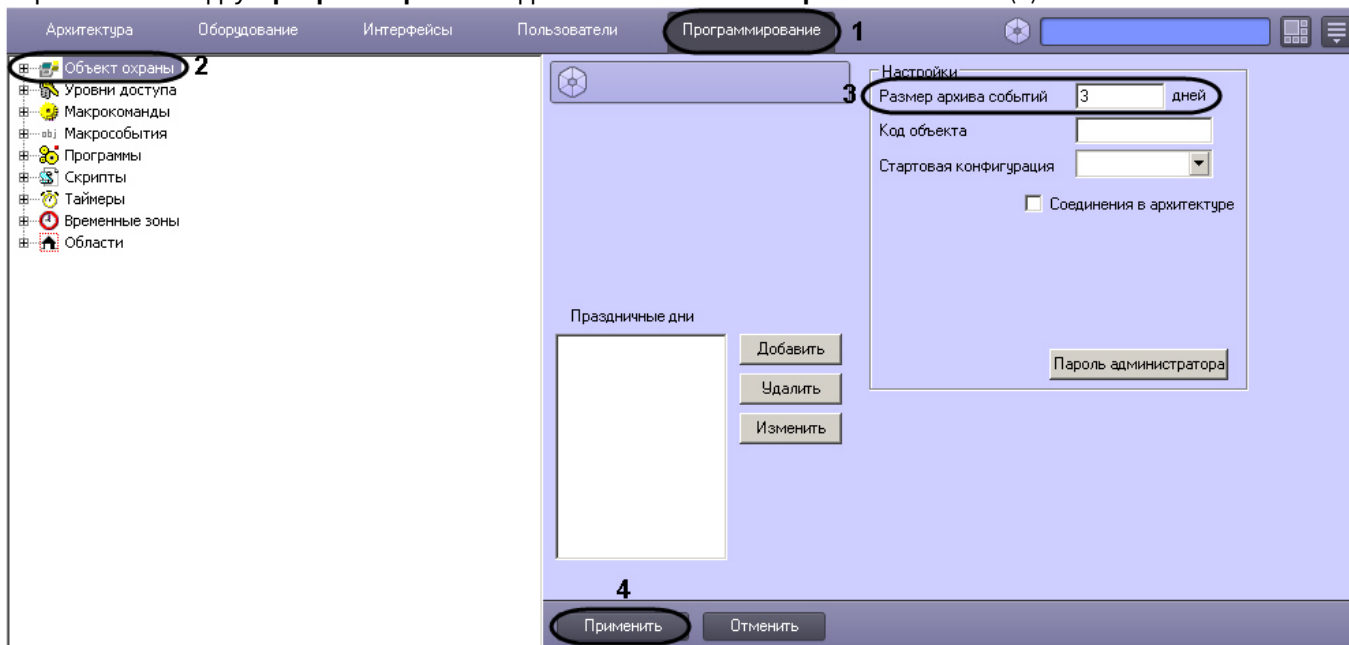 Архитектура Оборудование Интерфейсы Пользователи Программирование 1
Объект охраны 2
Уровни доступа
Макрокоманды
obj Макрособытия
Программы
Скрипты
Таймеры
Временные зоны
Области
Настройки
3 Размер архива событий 3 дней
Код объекта
Стартовая конфигурация
Соединения в архитектуре
Пароль администратора
Праздничные дни
Добавить
Удалить
Изменить
4
Применить Отменить